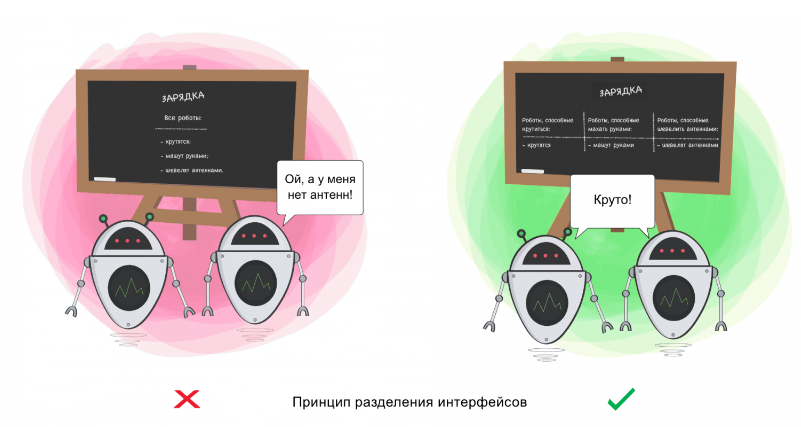 ЗАРЯДКА
Все роботы:
- крутятся;
- машут руками;
- шевелят антеннами.
Ой, а у меня
нет антенн!
ЗАРЯДКА
Роботы, способные
крутиться:
- крутятся
Роботы, способные
махать руками:
- машут руками
Роботы, способные
шевелить антеннами:
- шевелят антеннами
Круто!
Принцип разделения интерфейсов